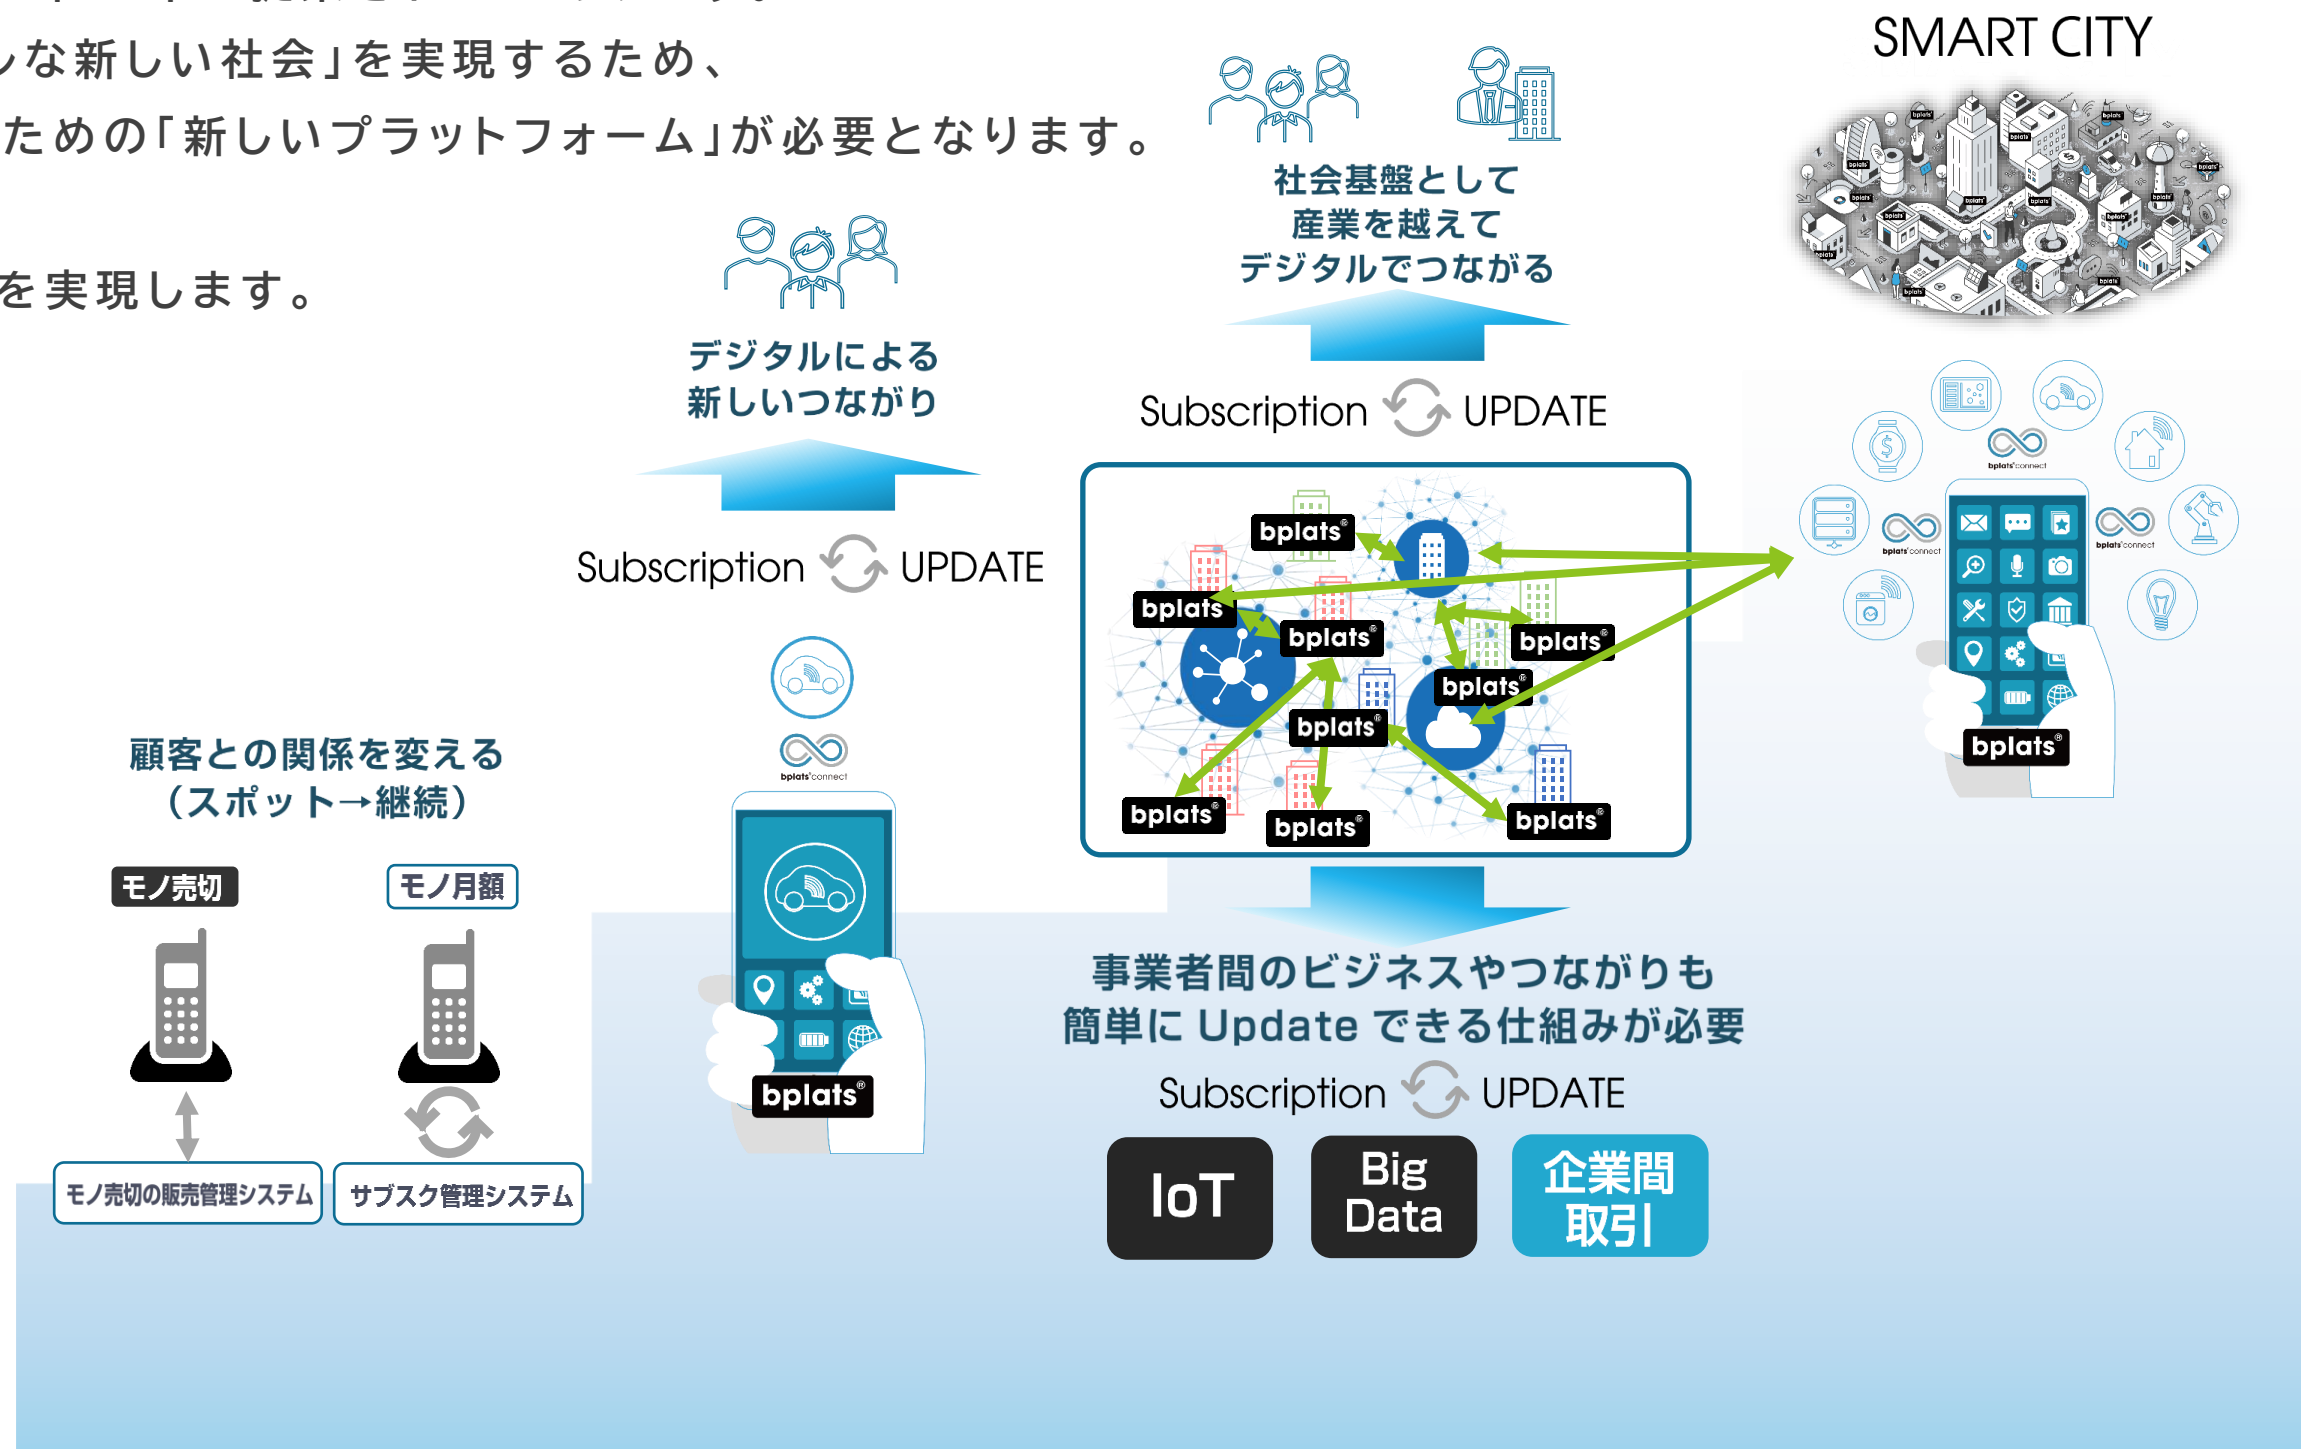 な新しい社会」を実現するため、
ための「新しいプラットフォーム」が必要となります。
を実現します。
SMART CITY
社会基盤として
産業を越えて
デジタルでつながる
デジタルによる
新しいつながり
Subscription UPDATE
Subscription UPDATE
bplats®connect
bplats®connect
bplats®connect
bplats®
bplats
bplats®
bplats®
bplats®
bplats®
bplats®
bplats®
bplats®
bplats®
bplats®connect
顧客との関係を変える
（スポット→継続）
モノ売切
モノ月額
bplats®
モノ売切の販売管理システム
サブスク管理システム
事業者間のビジネスやつながりも
簡単に Update できる仕組みが必要
Subscription UPDATE
IoT
Big
Data
企業間
取引